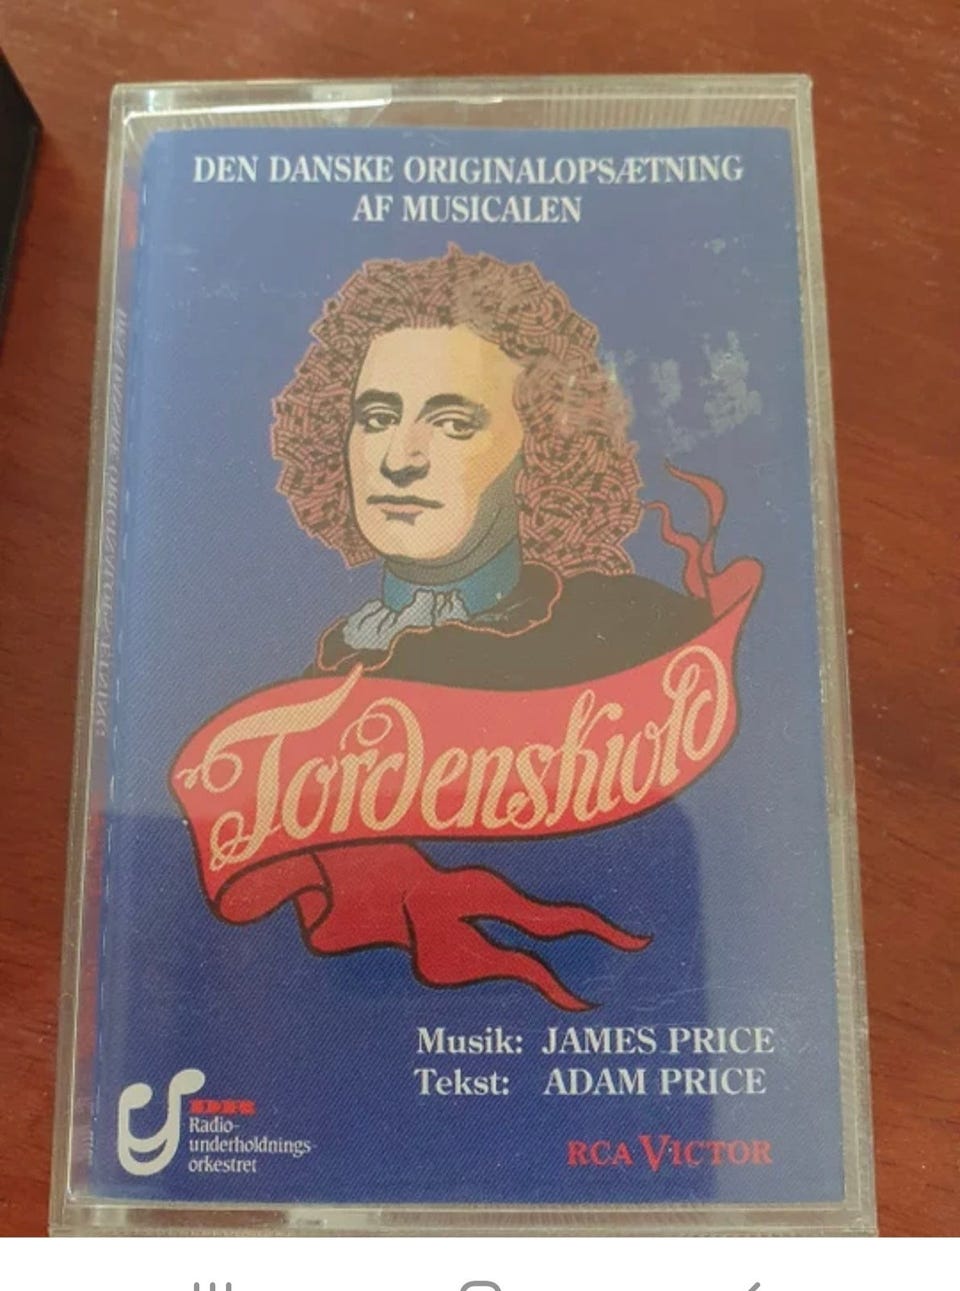 DEN DANSKE ORIGINALOPSÆTNING
AF MUSICALEN
Tordenskiold
Musik: JAMES PRICE
Tekst: ADAM PRICE
DR
Radio-
underholdnings-
orkestret
RCA VICTOR